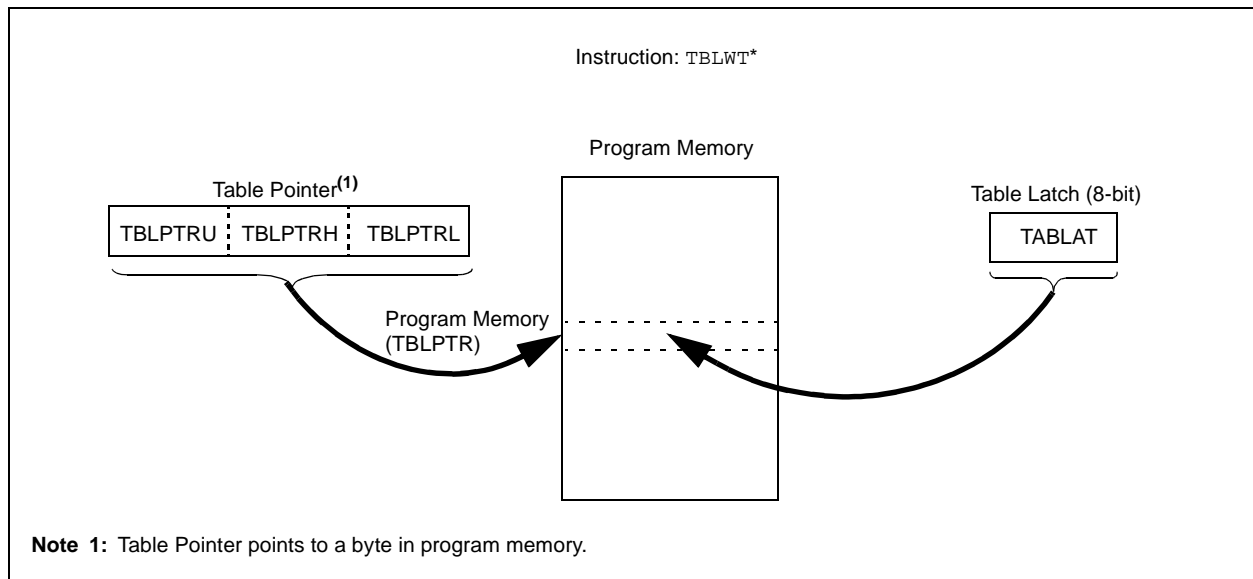 Instruction: TBLWT*
Program Memory
Table Pointer(1)
TBLPTRU TBLPTRH TBLPTRL
Table Latch (8-bit)
TABLAT
Program Memory
(TBLPTR)
Note 1: Table Pointer points to a byte in program memory.